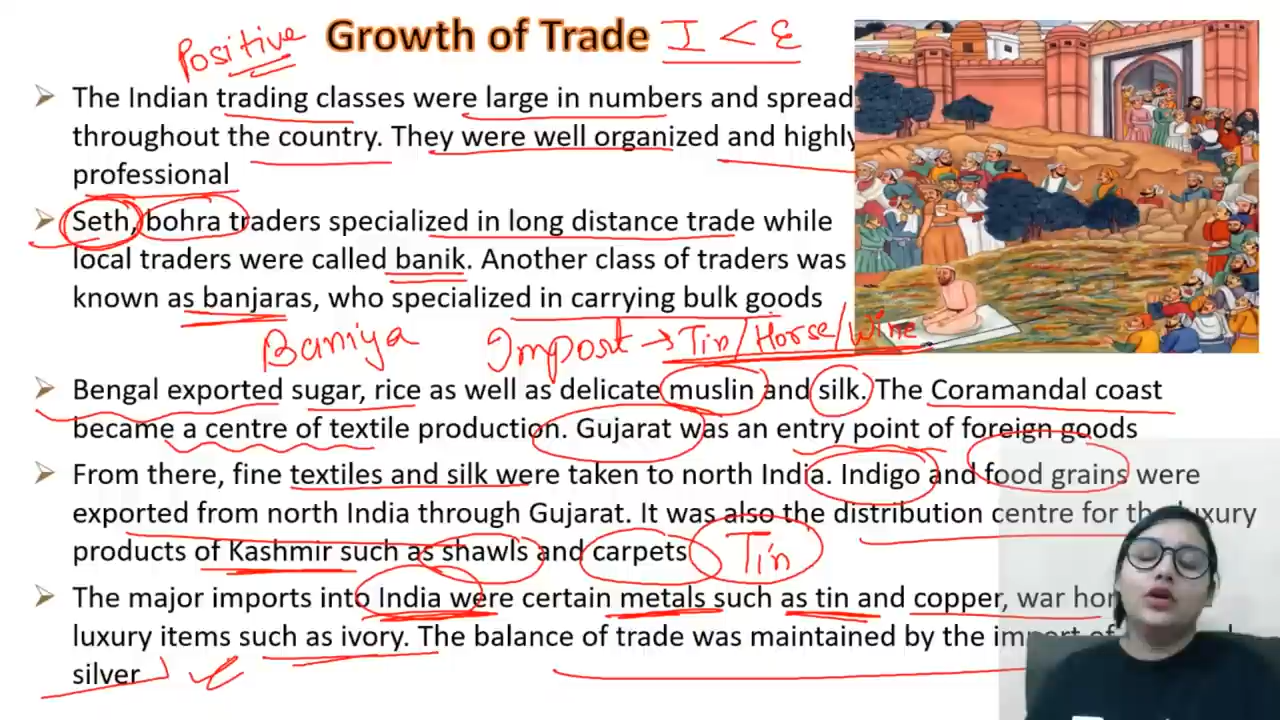 Positive Growth of Trade I < E
The Indian trading classes were large in numbers and spread
throughout the country. They were well organized and highly
professional
Seth, bohra traders specialized in long distance trade while
local traders were called banik. Another class of traders was
known as banjaras, who specialized in carrying bulk goods
Baniya Import → Tin/Horse/Wine
Bengal exported sugar, rice as well as delicate muslin and silk. The Coramandal coast
became a centre of textile production. Gujarat was an entry point of foreign goods
From there, fine textiles and silk were taken to north India. Indigo and food grains were
exported from north India through Gujarat. It was also the distribution centre for the luxury
products of Kashmir such as shawls and carpets Tin
The major imports into India were certain metals such as tin and copper, war
luxury items such as ivory. The balance of trade was maintained by the
silver